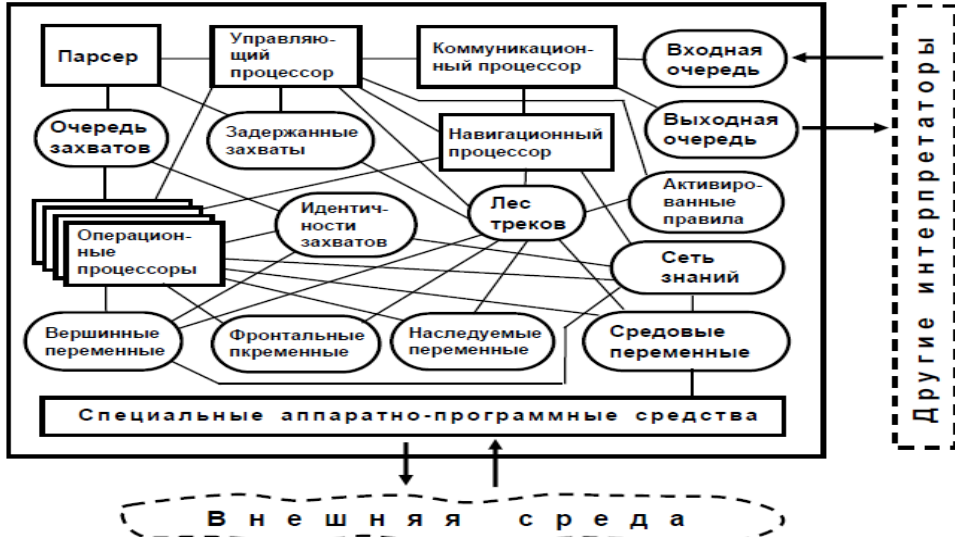 Парсер
Управляю-
щий
процессор
Коммуникацион-
ный процессор
Входная
очередь
Очередь
захватов
Задержанные
захваты
Навигационный
процессор
Выходная
очередь
Идентич-
ности
захватов
Лес
треков
Активиро-
ванные
правила
Операцион-
ные
процессоры
Сеть
знаний
Вершинные
переменные
Фронтальные
пкременные
Наследуемые
переменные
Средовые
переменные
Специальные аппаратно-программные средства
Внешняя среда
Другие интерпретаторы